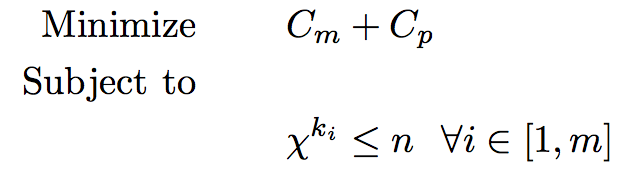 Minimize C_m + C_p
Subject to
χ^{k_i} ≤ n ∀i ∈ [1, m]